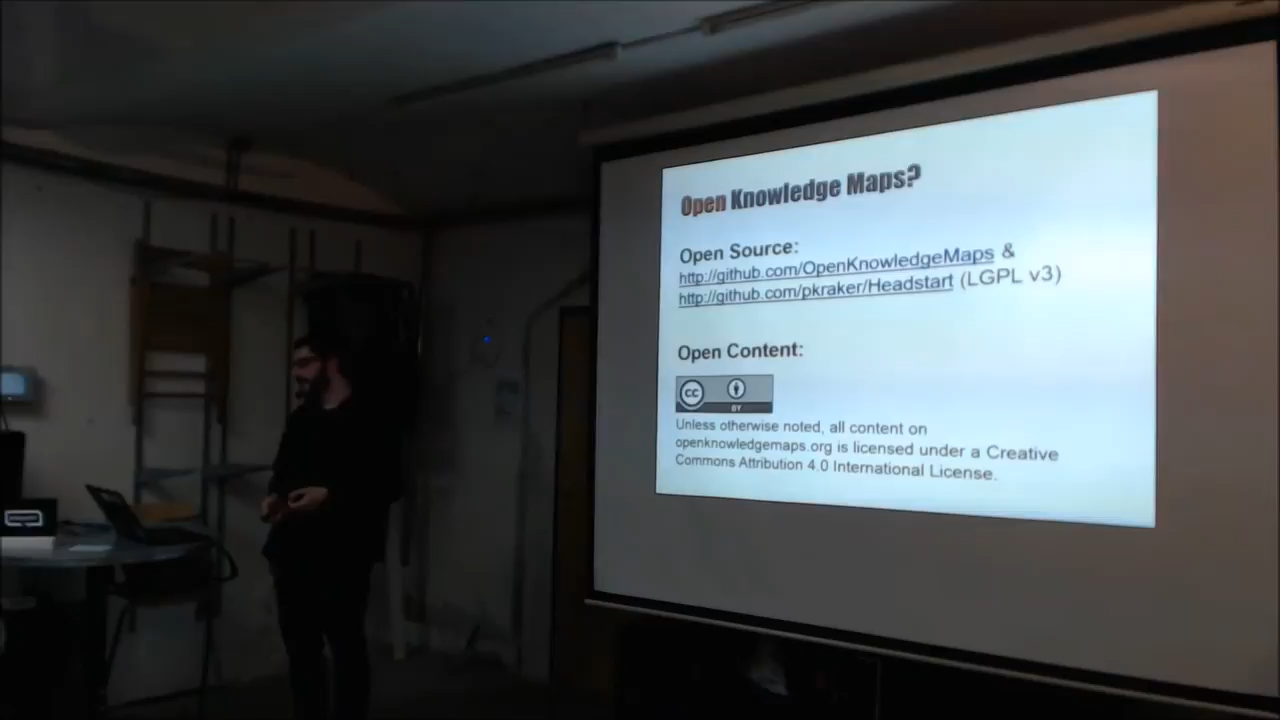 Open Knowledge Maps?
Open Source:
http://github.com/OpenKnowledgeMaps &
http://github.com/pkraker/Headstart (LGPL v3)
Open Content:
cc
BY
Unless otherwise noted, all content on
openknowledgemaps.org is licensed under a Creative
Commons Attribution 4.0 International License.